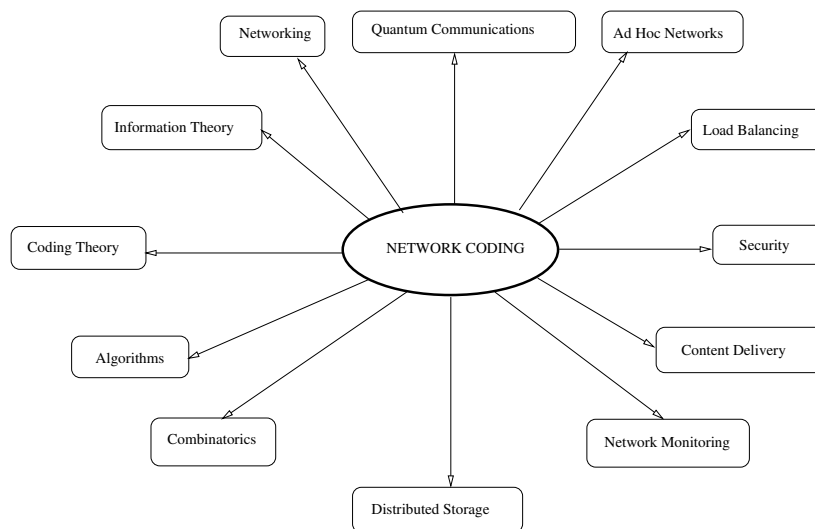 Networking
Quantum Communications
Ad Hoc Networks
Information Theory
Load Balancing
Coding Theory
NETWORK CODING
Security
Algorithms
Content Delivery
Combinatorics
Network Monitoring
Distributed Storage